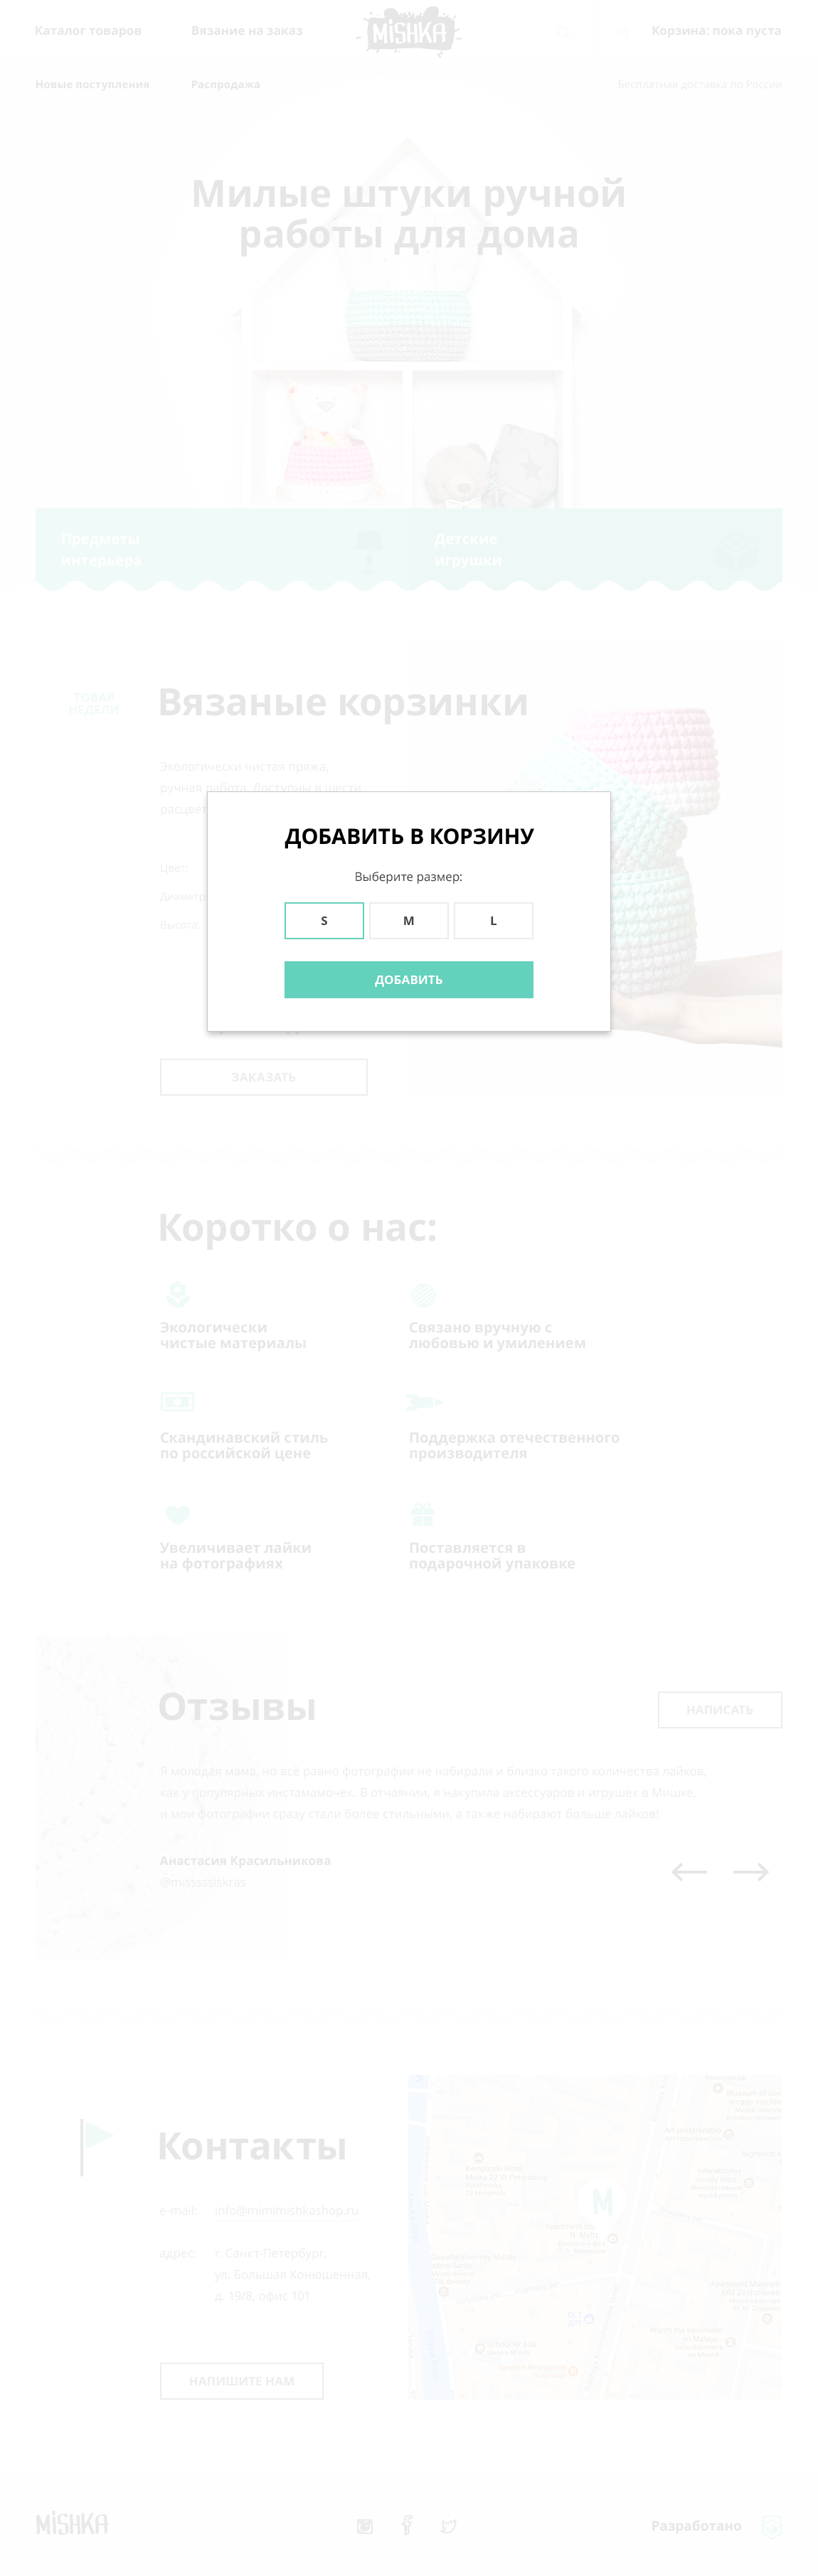 Каталог товаров
Вязание на заказ
MiSHKA
Корзина: пока пуста
Новые поступления
Распродажа
Бесплатная доставка по России
Милые штуки ручной
работы для дома
Предметы
интерьера
Детские
игрушки
ТОВАР
НЕДЕЛИ
Вязаные корзинки
Экологически чистая пряжа,
ручная работа. Доступны в шести
Цвет:
Диаметр:
Высота:
ДОБАВИТЬ В КОРЗИНУ
Выберите размер:
S
M
L
ДОБАВИТЬ
ЗАКАЗАТЬ
Коротко о нас:
Экологически
чистые материалы
Связано вручную с
любовью и умилением
Скандинавский стиль
по российской цене
Поддержка отечественного
производителя
Увеличивает лайки
на фотографиях
Поставляется в
подарочной упаковке
Отзывы
НАПИСАТЬ
Я молодая мама, но всё равно фотографии не набирали и близко такого количества лайков,
как у популярных инстамамочек. В отчаянии, я накупила аксессуаров и игрушек в Мишке,
и мои фотографии сразу стали более стильными, а также набирают больше лайков!
Анастасия Красильникова
Контакты
M
e-mail:
info@mimimishkashop.ru
адрес:
г. Санкт-Петербург,
ул. Большая Конюшенная,
д. 19/8, офис 101
НАПИШИТЕ НАМ
MiSHKA
Разработано